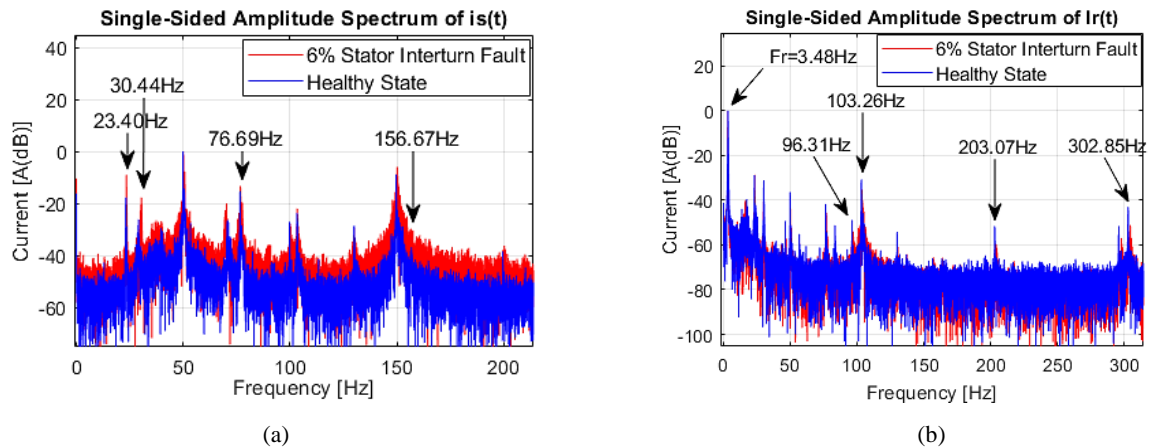 Single-Sided Amplitude Spectrum of is(t)
40
20
0
-20
-40
-60
Current [A(dB)]
6% Stator Interturn Fault
Healthy State
30.44Hz
23.40Hz
76.69Hz
156.67Hz
0
50
100
150
200
Frequency [Hz]
(a)
Single-Sided Amplitude Spectrum of Ir(t)
20
0
-20
-40
-60
-80
-100
Current [A(dB)]
6% Stator Interturn Fault
Healthy State
Fr=3.48Hz
103.26Hz
96.31Hz
203.07Hz
302.85Hz
0
50
100
150
200
250
300
Frequency [Hz]
(b)